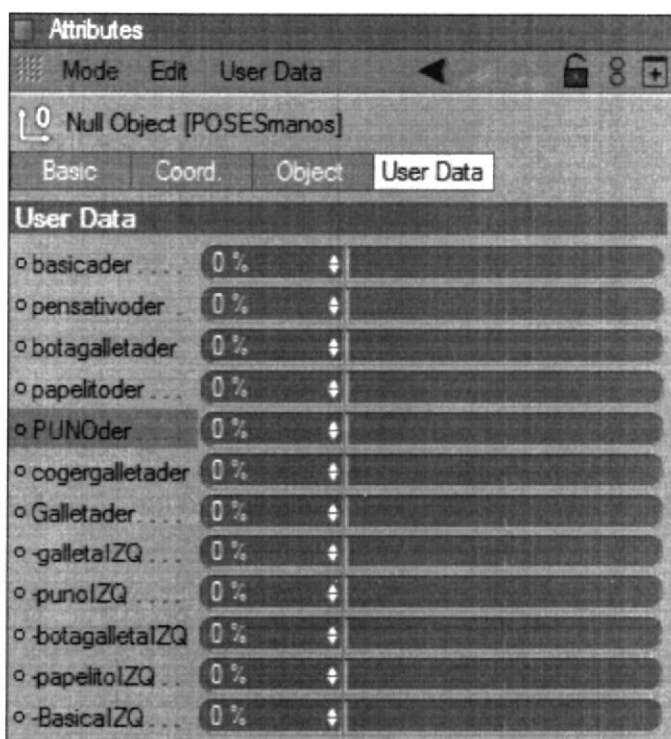 Attributes
Mode Edit User Data
0 Null Object [POSESmanos]
Basic Coord. Object User Data
User Data
basicader . . . . 0 %
pensativoder . 0 %
botagalletader 0 %
papelitoder . . . 0 %
PUNOder 0 %
cogergalletader 0 %
Galletader. . . . 0 %
-galletaIZQ . . . 0 %
-punoIZQ . . . . 0 %
-botagalletaIZQ 0 %
-papelitoIZQ . . 0 %
-BasicaIZQ . . . 0 %